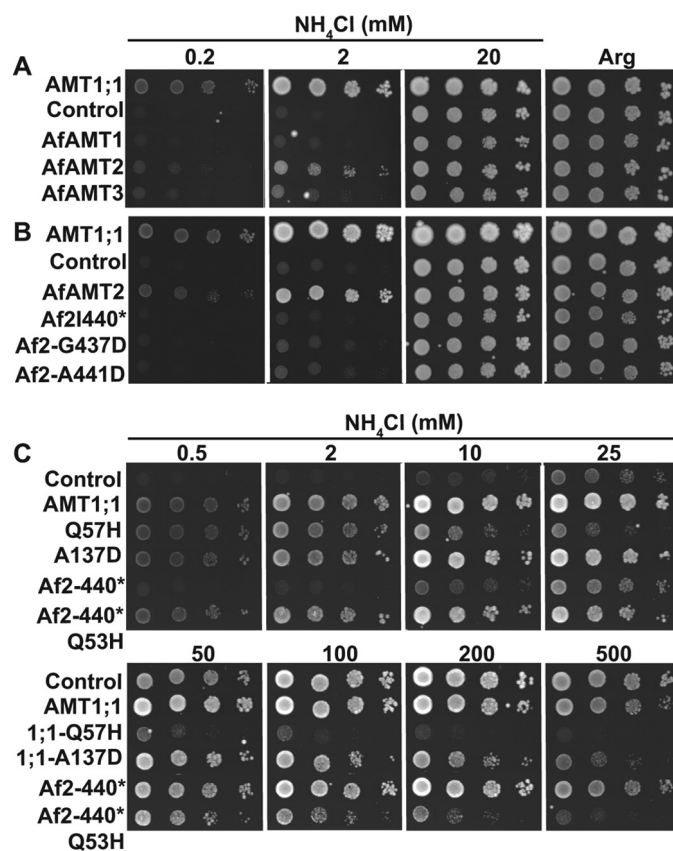 NH4Cl (mM)
0.2 2 20 Arg
A
AMT1;1
Control
AfAMT1
AfAMT2
AfAMT3
B
AMT1;1
Control
AfAMT2
Af2I440*
Af2-G437D
Af2-A441D
NH4Cl (mM)
C
0.5 2 10 25
Control
AMT1;1
Q57H
A137D
Af2-440*
Af2-440*
Q53H
50 100 200 500
Control
AMT1;1
1;1-Q57H
1;1-A137D
Af2-440*
Af2-440*
Q53H